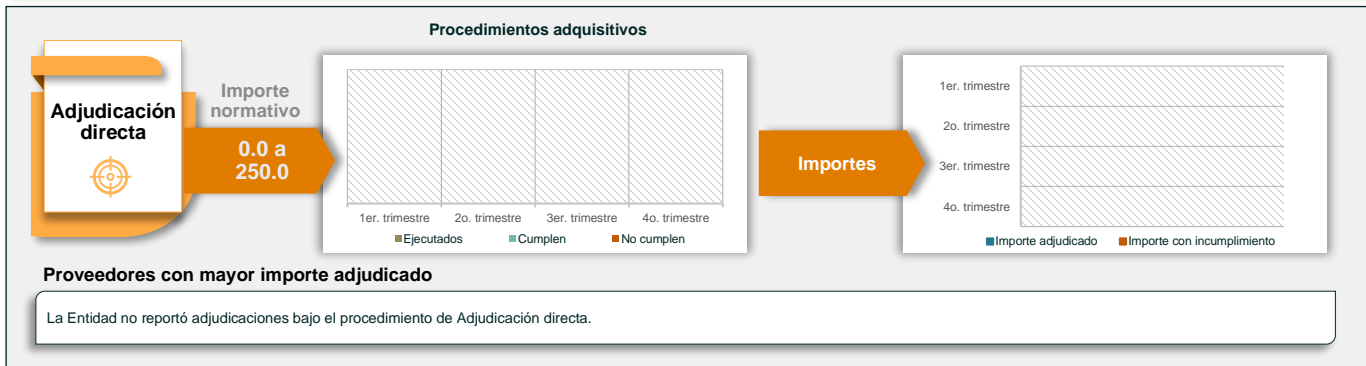 Procedimientos adquisitivos
Adjudicación
directa
Importe
normativo
0.0 a
250.0
1er. trimestre
2o. trimestre
3er. trimestre
4o. trimestre
Ejecutados
Cumplen
No cumplen
Importes
1er. trimestre
2o. trimestre
3er. trimestre
4o. trimestre
Importe adjudicado
Importe con incumplimiento
Proveedores con mayor importe adjudicado
La Entidad no reportó adjudicaciones bajo el procedimiento de Adjudicación directa.